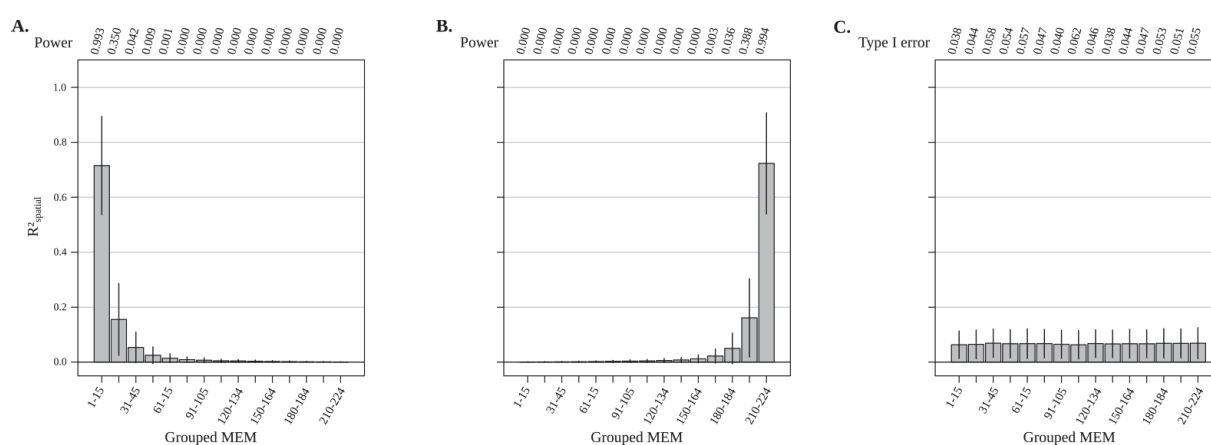 A.
Power
0.993 0.350 0.042 0.009 0.001 0.000 0.000 0.000 0.000 0.000 0.000 0.000 0.000 0.000 0.000
R²spatial
1.0
0.8
0.6
0.4
0.2
0.0
1-15 31-45 61-15 91-105 120-134 150-164 180-184 210-224
Grouped MEM
B.
Power
0.000 0.000 0.000 0.000 0.000 0.000 0.000 0.000 0.000 0.000 0.000 0.003 0.036 0.388 0.994
1-15 31-45 61-15 91-105 120-134 150-164 180-184 210-224
Grouped MEM
C.
Type I error
0.038 0.044 0.058 0.054 0.057 0.047 0.040 0.062 0.046 0.038 0.044 0.047 0.053 0.051 0.055
1-15 31-45 61-15 91-105 120-134 150-164 180-184 210-224
Grouped MEM